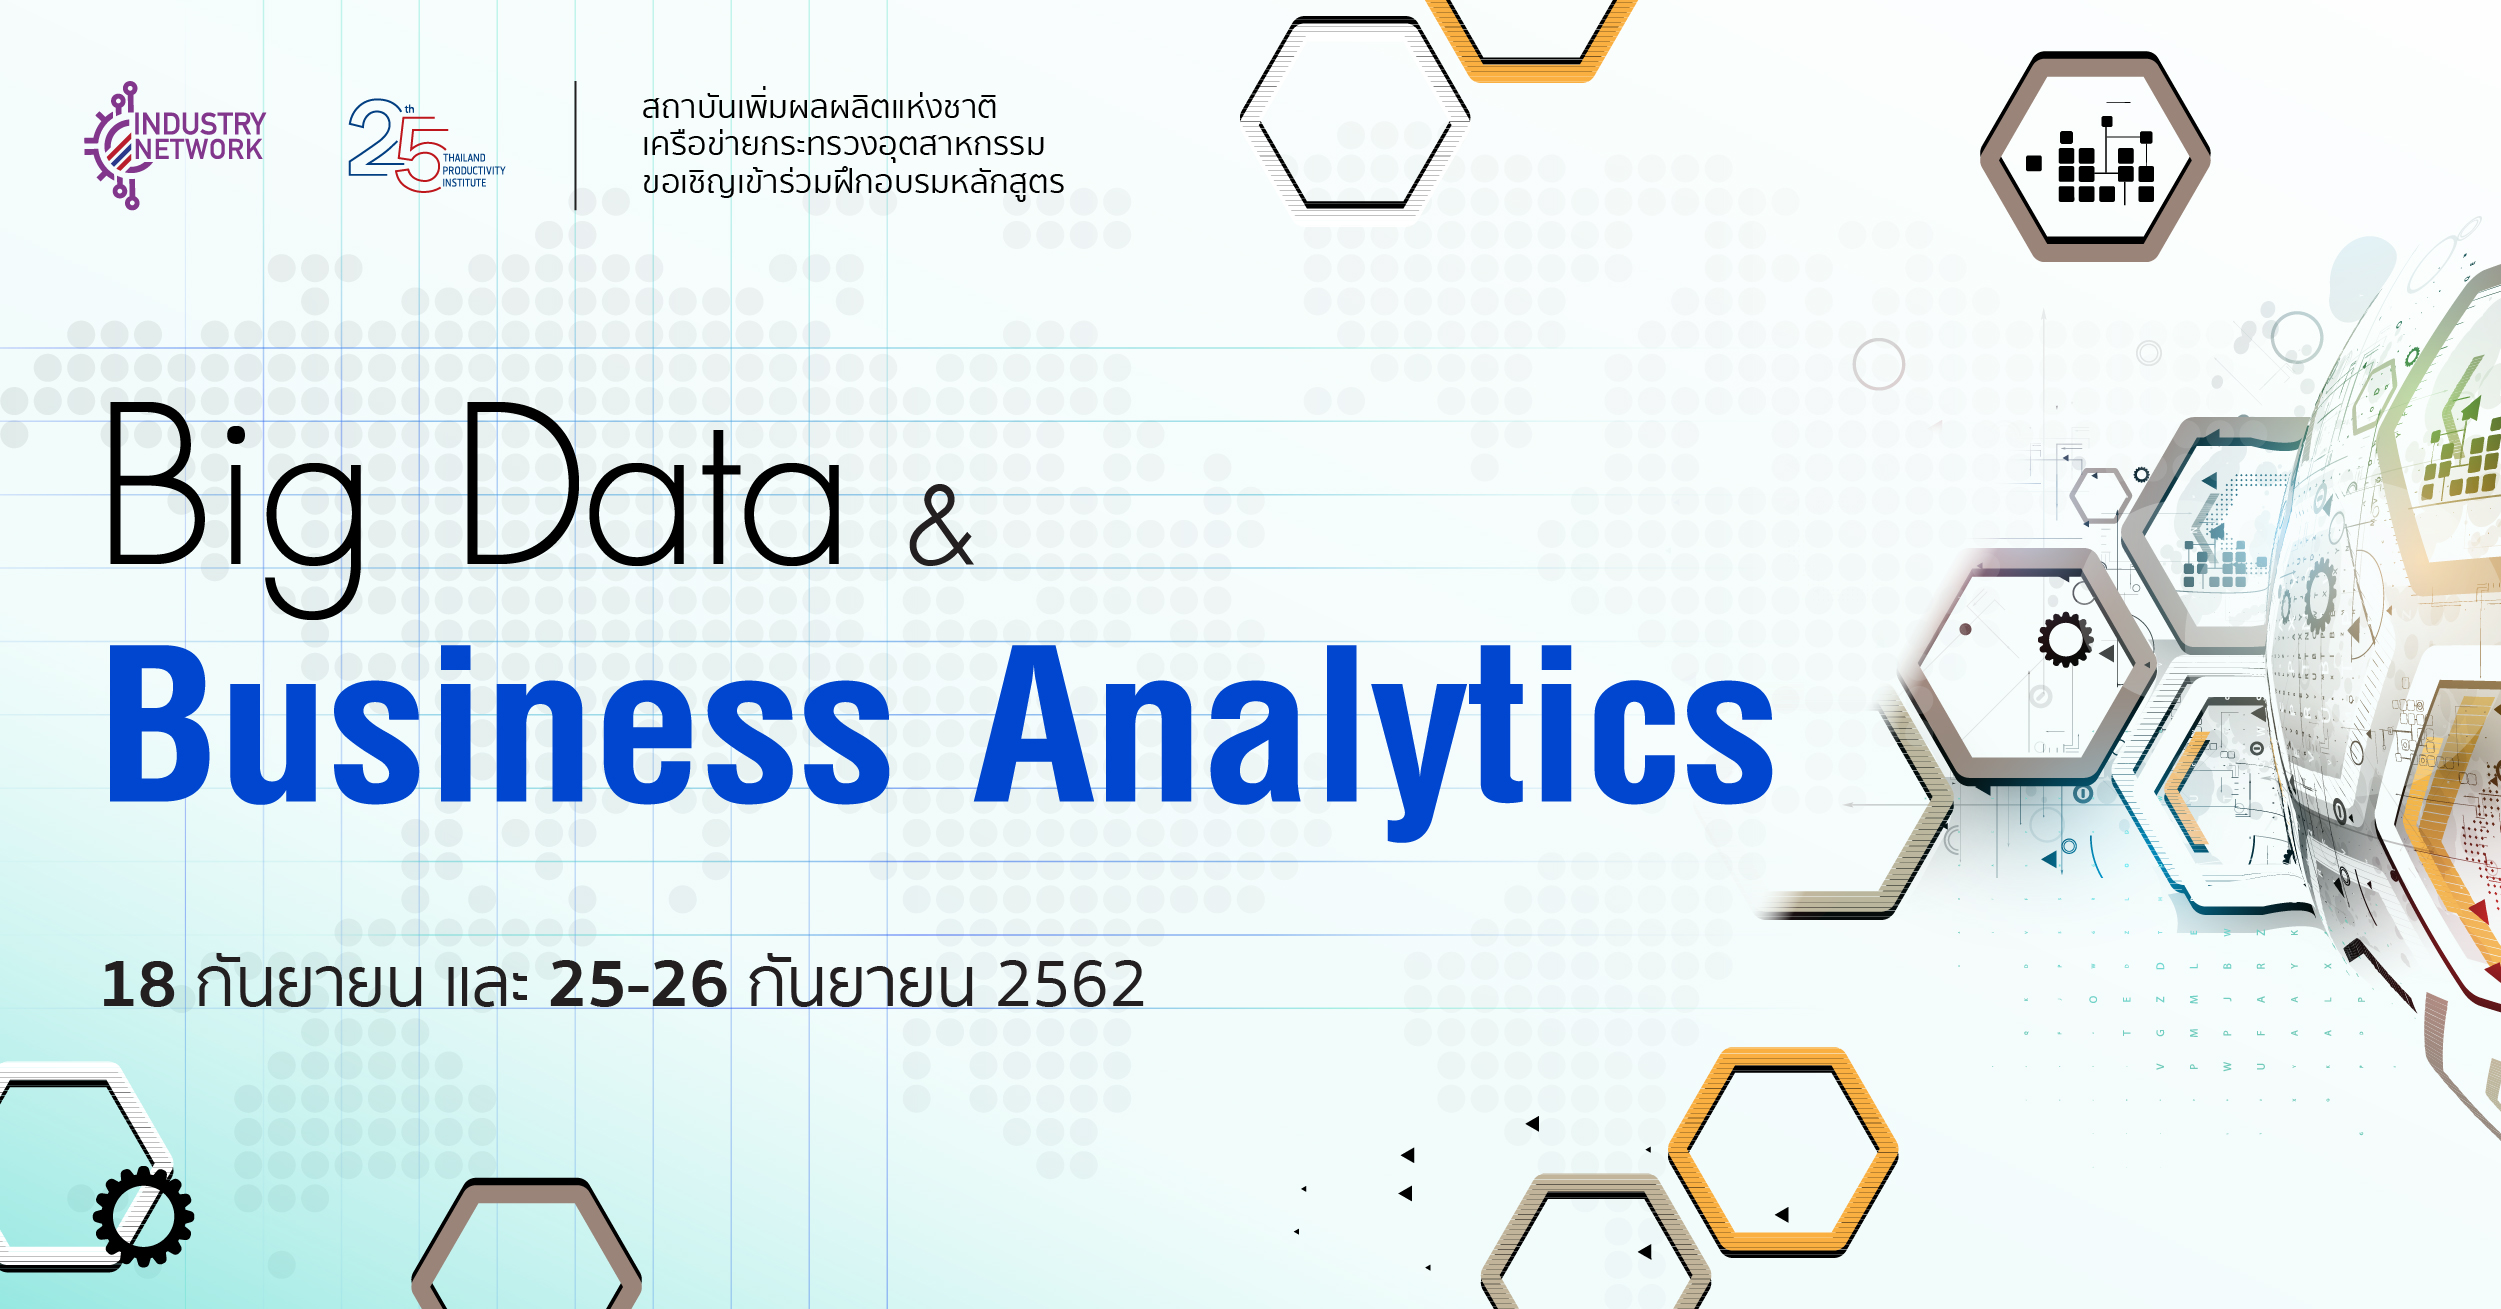 INDUSTRY
NETWORK
25th
THAILAND
PRODUCTIVITY
INSTITUTE
สถาบันเพิ่มผลผลิตแห่งชาติ
เครือข่ายกระทรวงอุตสาหกรรม
ขอเชิญเข้าร่วมฝึกอบรมหลักสูตร
Big Data &
Business Analytics
18 กันยายน และ 25-26 กันยายน 2562